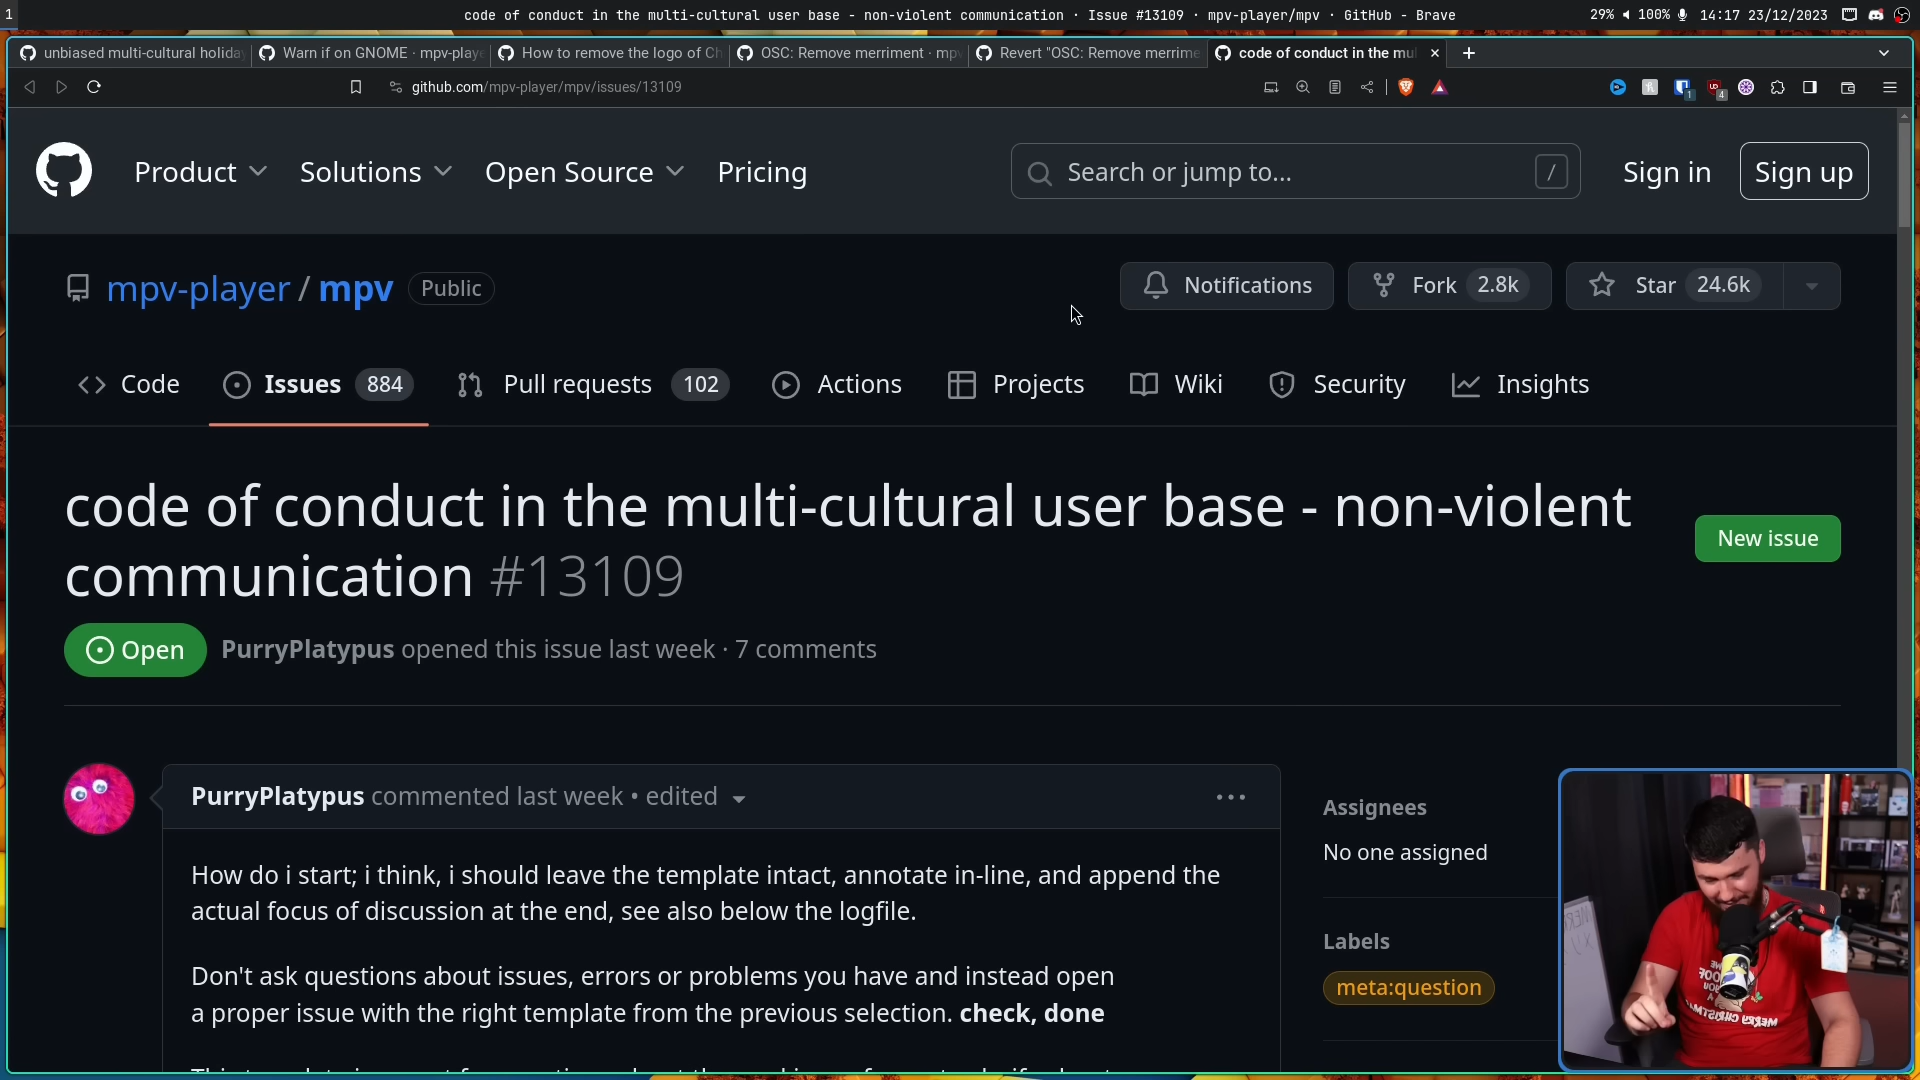 1
code of conduct in the multi-cultural user base - non-violent communication · Issue #13109 · mpv-player/mpv · GitHub - Brave
29% 100% 14:17 23/12/2023
unbiased multi-cultural holiday
Warn if on GNOME · mpv-playe
How to remove the logo of Ch
OSC: Remove merriment · mpv
Revert "OSC: Remove merrime
code of conduct in the mu
github.com/mpv-player/mpv/issues/13109
1
4
Product
Solutions
Open Source
Pricing
Search or jump to...
/
Sign in
Sign up
mpv-player / mpv
Public
Notifications
Fork 2.8k
Star 24.6k
Code
Issues 884
Pull requests 102
Actions
Projects
Wiki
Security
Insights
code of conduct in the multi-cultural user base - non-violent
communication #13109
New issue
Open
PurryPlatypus opened this issue last week · 7 comments
PurryPlatypus commented last week • edited
How do i start; i think, i should leave the template intact, annotate in-line, and append the
actual focus of discussion at the end, see also below the logfile.
Don't ask questions about issues, errors or problems you have and instead open
a proper issue with the right template from the previous selection. check, done
Assignees
No one assigned
Labels
meta:question
MERRY CHRISTMAS